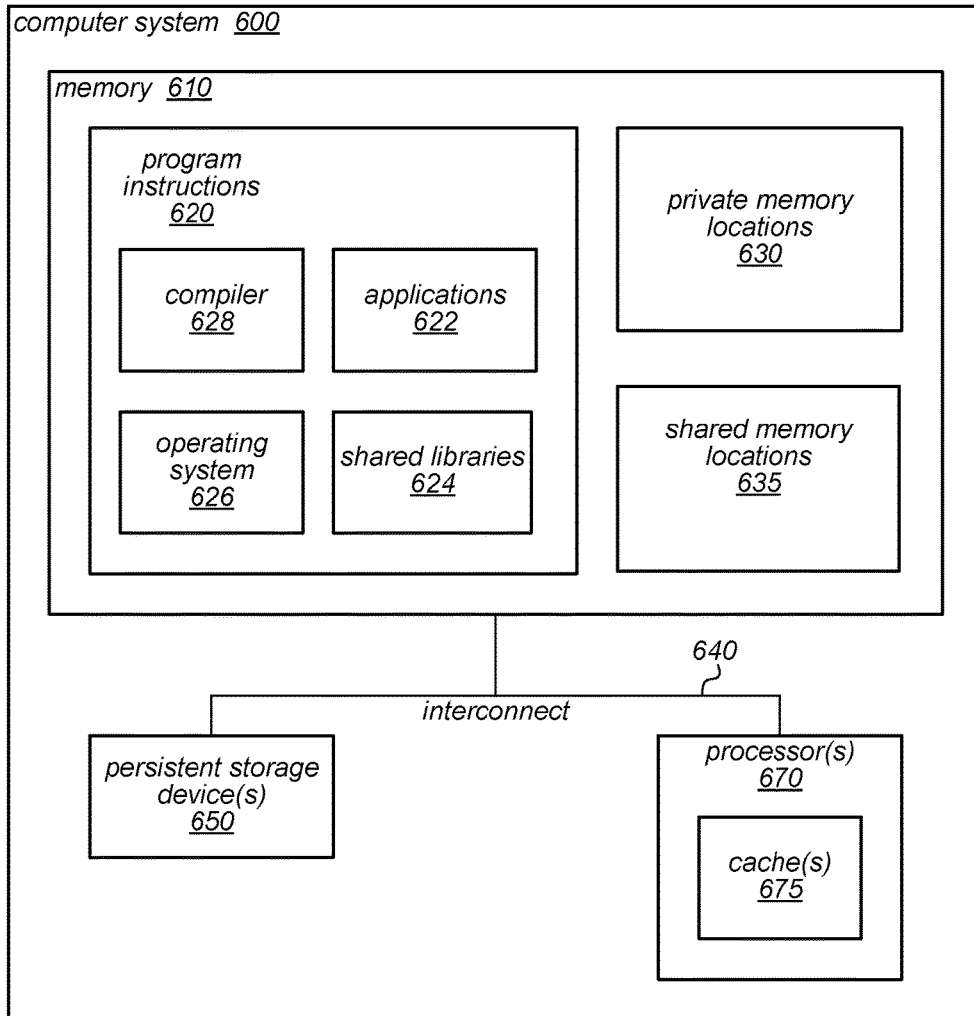 computer system 600
memory 610
program
instructions
620
private memory
locations
630
compiler
628
applications
622
operating
system
626
shared libraries
624
shared memory
locations
635
640
interconnect
persistent storage
device(s)
650
processor(s)
670
cache(s)
675